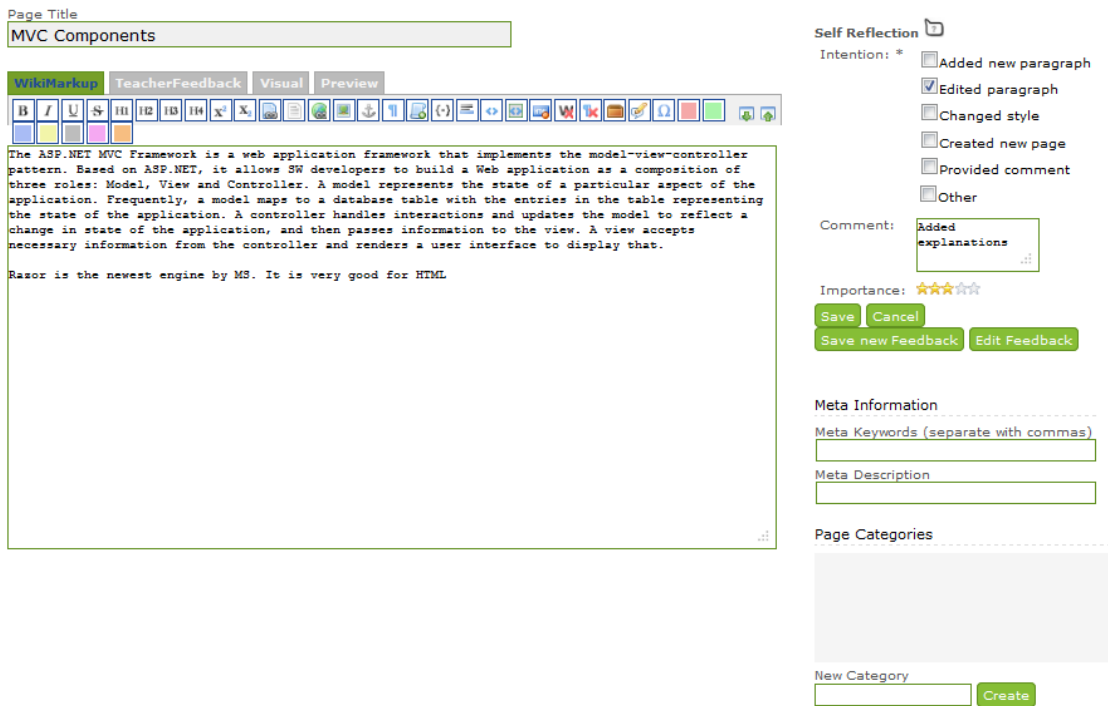 Page Title
MVC Components
WikiMarkup TeacherFeedback Visual Preview
B I U S H1 H2 H3 H4 X² X₂ ¶ {·} <> W Ω
The ASP.NET MVC Framework is a web application framework that implements the model-view-controller
pattern. Based on ASP.NET, it allows SW developers to build a Web application as a composition of
three roles: Model, View and Controller. A model represents the state of a particular aspect of the
application. Frequently, a model maps to a database table with the entries in the table representing
the state of the application. A controller handles interactions and updates the model to reflect a
change in state of the application, and then passes information to the view. A view accepts
necessary information from the controller and renders a user interface to display that.
Razor is the newest engine by MS. It is very good for HTML
Self Reflection ?
Intention: *
Added new paragraph
Edited paragraph
Changed style
Created new page
Provided comment
Other
Comment:
Added
explanations
Importance:
Save Cancel
Save new Feedback Edit Feedback
Meta Information
Meta Keywords (separate with commas)
Meta Description
Page Categories
New Category
Create